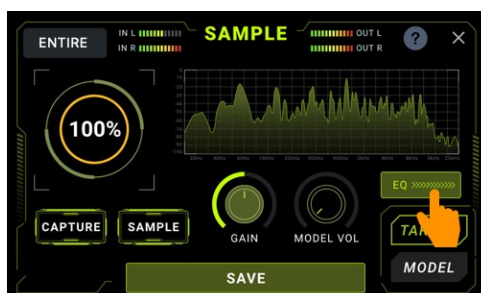 ENTIRE
IN L
IN R
SAMPLE
OUT L
OUT R
?
100%
EQ
CAPTURE
SAMPLE
GAIN
MODEL VOL
MODEL
SAVE